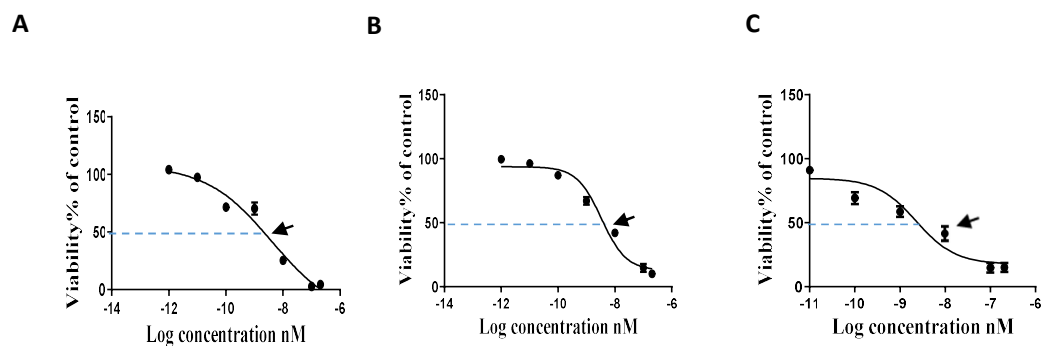 A
B
C
150
100
50
0
-14 -12 -10 -8 -6
Viability% of control
Log concentration nM
150
100
50
0
-14 -12 -10 -8 -6
Viability% of control
Log concentration nM
150
100
50
0
-11 -10 -9 -8 -7 -6
Viability% of control
Log concentration nM